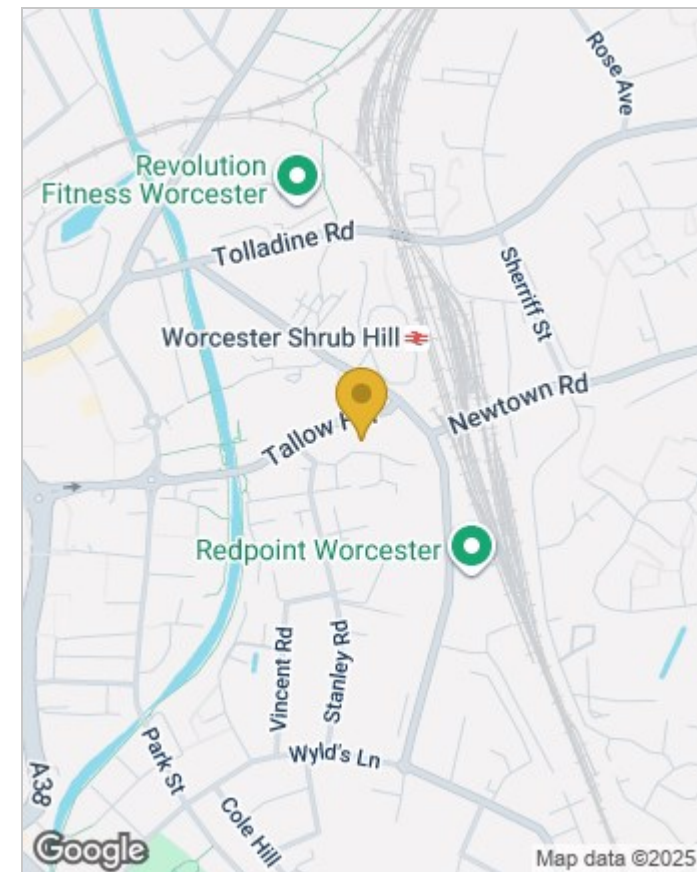 Rose Ave
Revolution
Fitness Worcester
Tolladine Rd
Sherriff St
Worcester Shrub Hill
Newtown Rd
Tallow
Redpoint Worcester
Vincent Rd
Stanley Rd
Wyld's Ln
Park St
Cole Hill
A38
Google
Map data ©2025